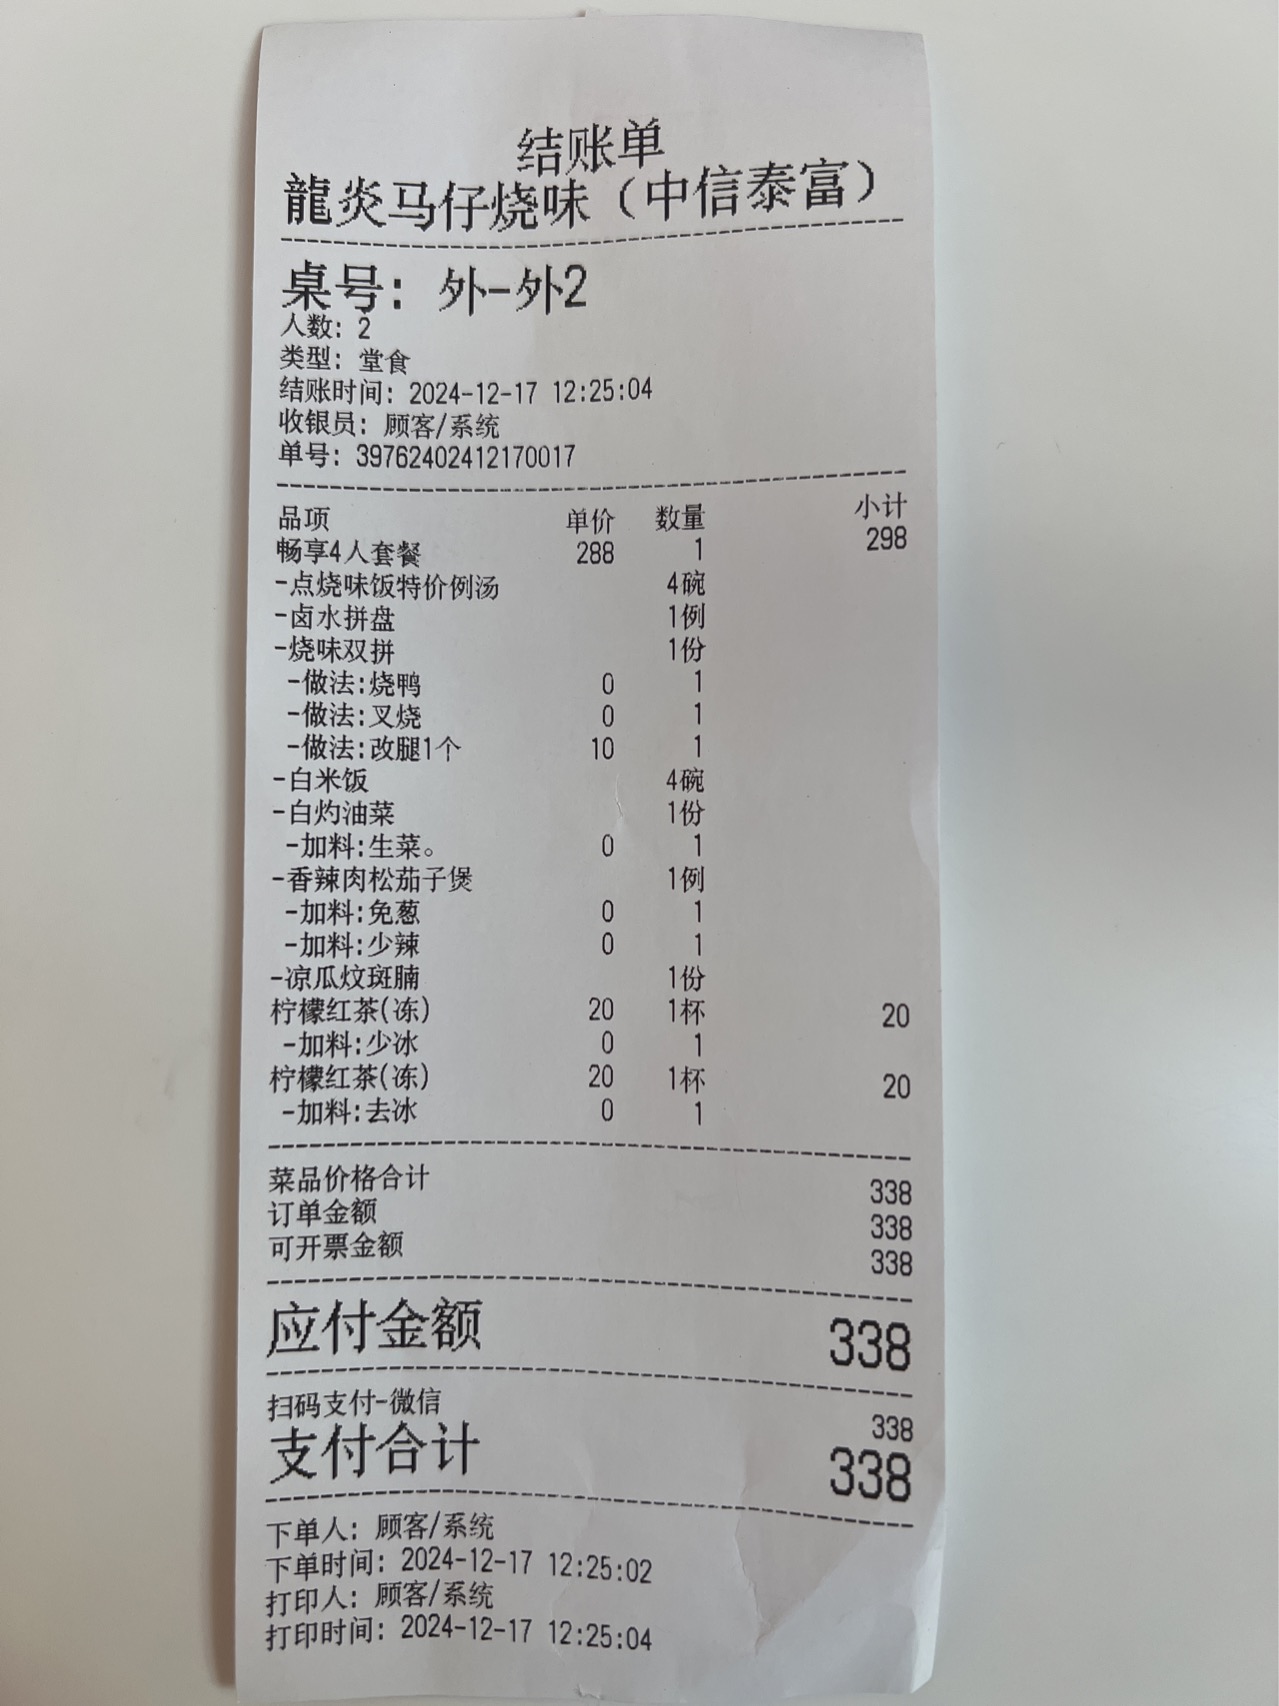 结账单
龍炎马仔烧味（中信泰富）
桌号：外-外2
人数：2
类型：堂食
结账时间：2024-12-17 12:25:04
收银员：顾客/系统
单号：39762402412170017
品项 单价 数量 小计
畅享4人套餐 288 1 298
-点烧味饭特价例汤 4碗
-卤水拼盘 1例
-烧味双拼 1份
-做法:烧鸭 0 1
-做法:叉烧 0 1
-做法:改腿1个 10 1
-白米饭 4碗
-白灼油菜 1份
-加料:生菜。 0 1
-香辣肉松茄子煲 1例
-加料:免葱 0 1
-加料:少辣 0 1
-凉瓜炆斑腩 1份
柠檬红茶(冻) 20 1杯 20
-加料:少冰 0 1
柠檬红茶(冻) 20 1杯 20
-加料:去冰 0 1
菜品价格合计 338
订单金额 338
可开票金额 338
应付金额 338
扫码支付-微信 338
支付合计 338
下单人：顾客/系统
下单时间：2024-12-17 12:25:02
打印人：顾客/系统
打印时间：2024-12-17 12:25:04